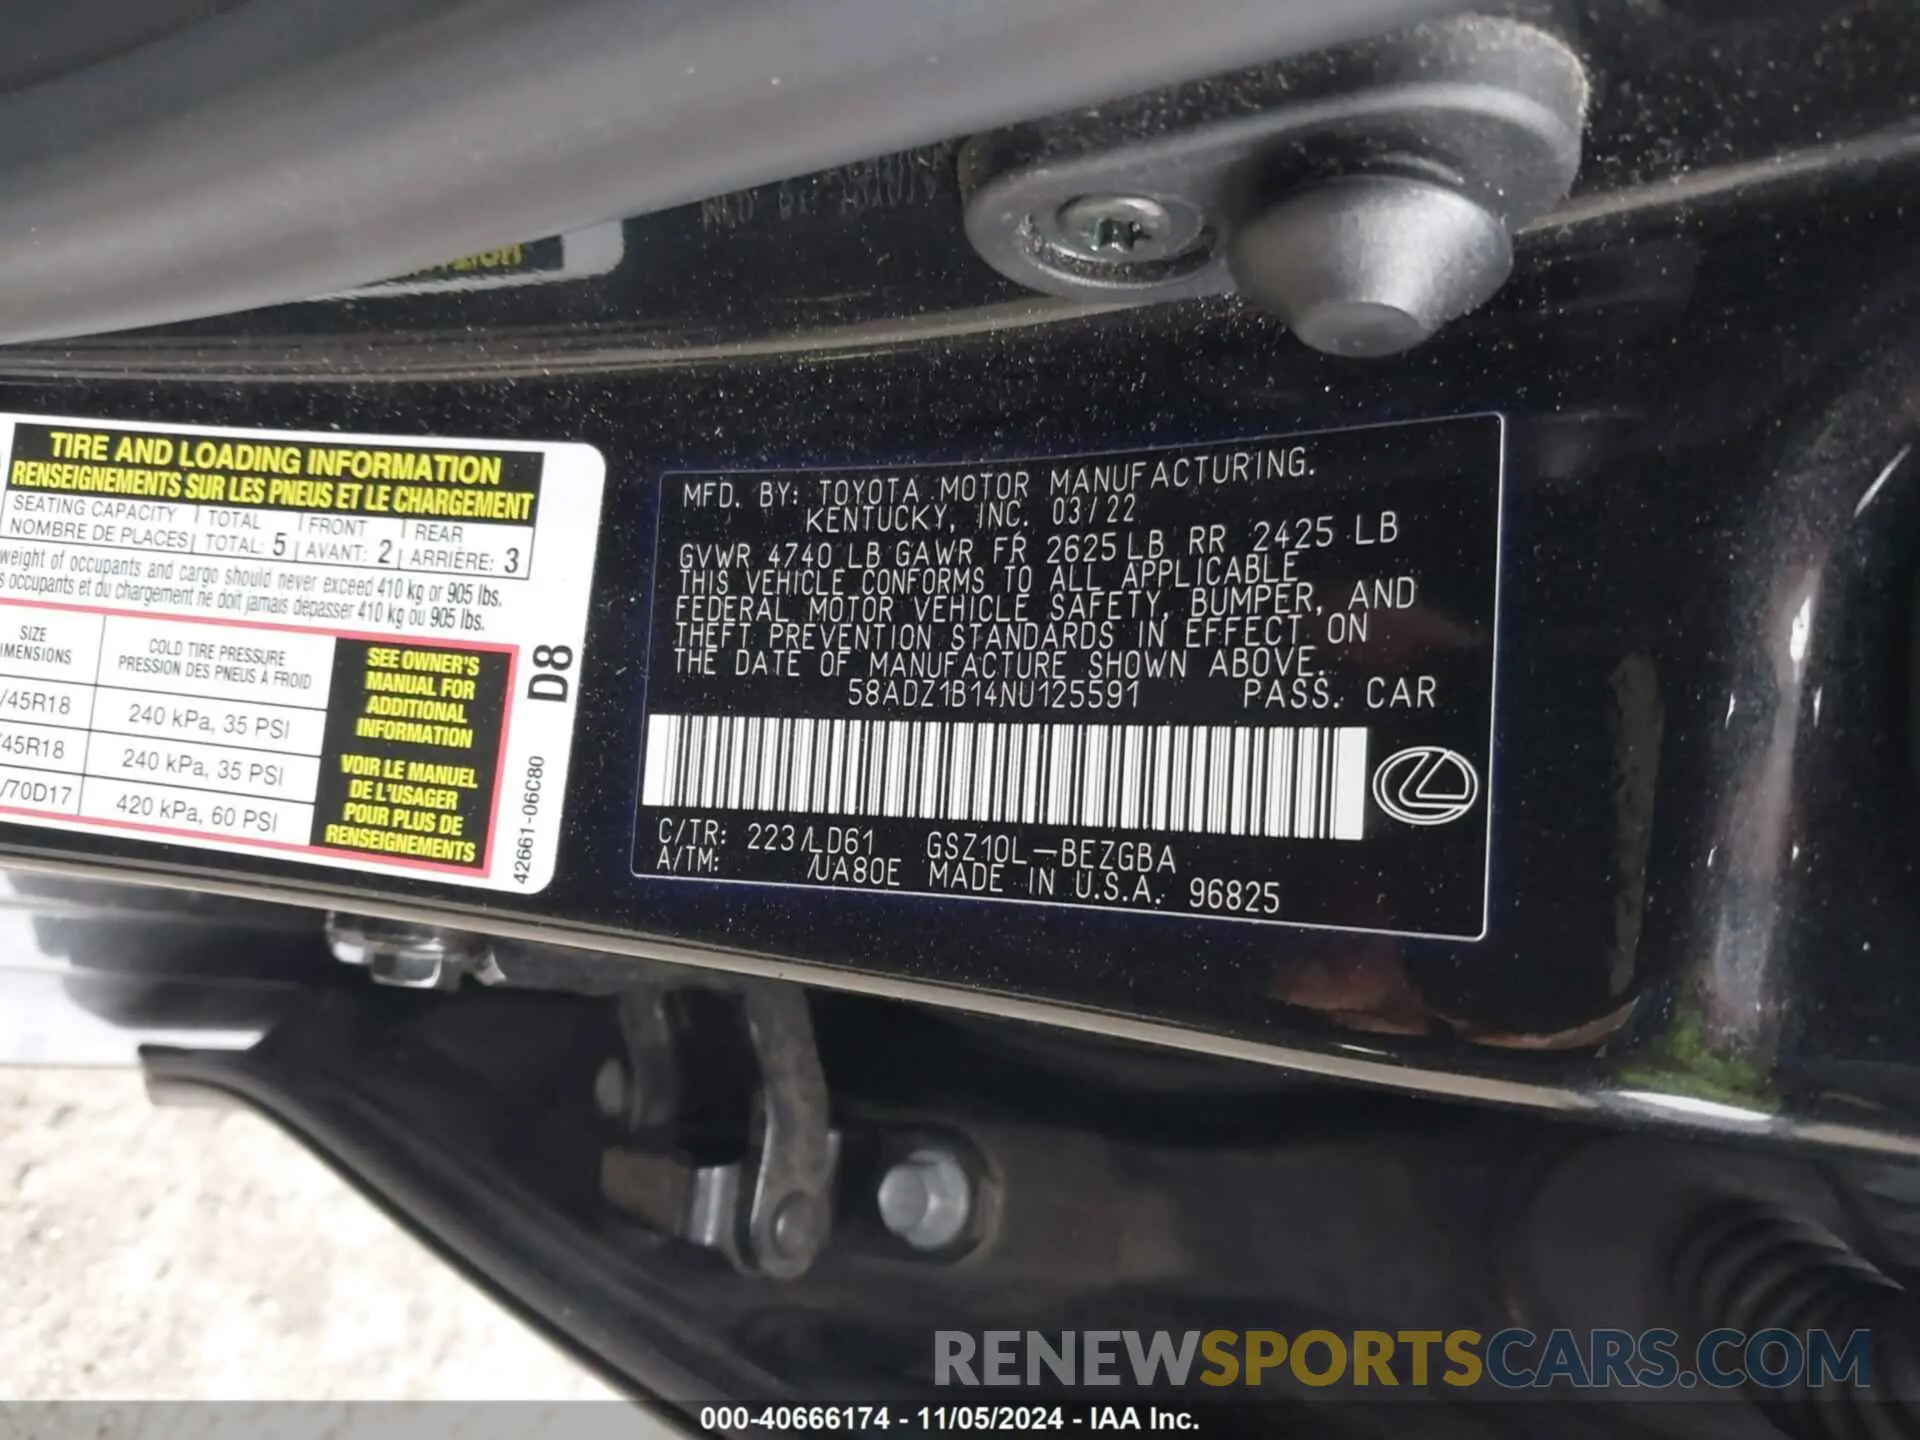 TIRE AND LOADING INFORMATION
RENSEIGNEMENTS SUR LES PNEUS ET LE CHARGEMENT
SEATING CAPACITY TOTAL FRONT REAR
NOMBRE DE PLACES TOTAL: 5 AVANT: 2 ARRIÈRE: 3
weight of occupants and cargo should never exceed 410 kg or 905 lbs.
occupants et du chargement ne doit jamais dépasser 410 kg ou 905 lbs.
SIZE
IMENSIONS
COLD TIRE PRESSURE
PRESSION DES PNEUS À FROID
/45R18 240 kPa, 35 PSI
45R18 240 kPa, 35 PSI
/70D17 420 kPa, 60 PSI
SEE OWNER'S
MANUAL FOR
ADDITIONAL
INFORMATION
VOIR LE MANUEL
DE L'USAGER
POUR PLUS DE
RENSEIGNEMENTS
D8
42661-06C80
MFD. BY: TOYOTA MOTOR MANUFACTURING.
KENTUCKY, INC. 03/22
GVWR 4740 LB GAWR FR 2625 LB RR 2425 LB
THIS VEHICLE CONFORMS TO ALL APPLICABLE
FEDERAL MOTOR VEHICLE SAFETY, BUMPER, AND
THEFT PREVENTION STANDARDS IN EFFECT ON
THE DATE OF MANUFACTURE SHOWN ABOVE.
58ADZ1B14NU125591 PASS. CAR
C/TR: 223/LD61 GSZ10L-BEZGBA
A/TM: /UA80E MADE IN U.S.A. 96825
RENEWSPORTSCARS.COM
000-40666174 - 11/05/2024 - IAA Inc.